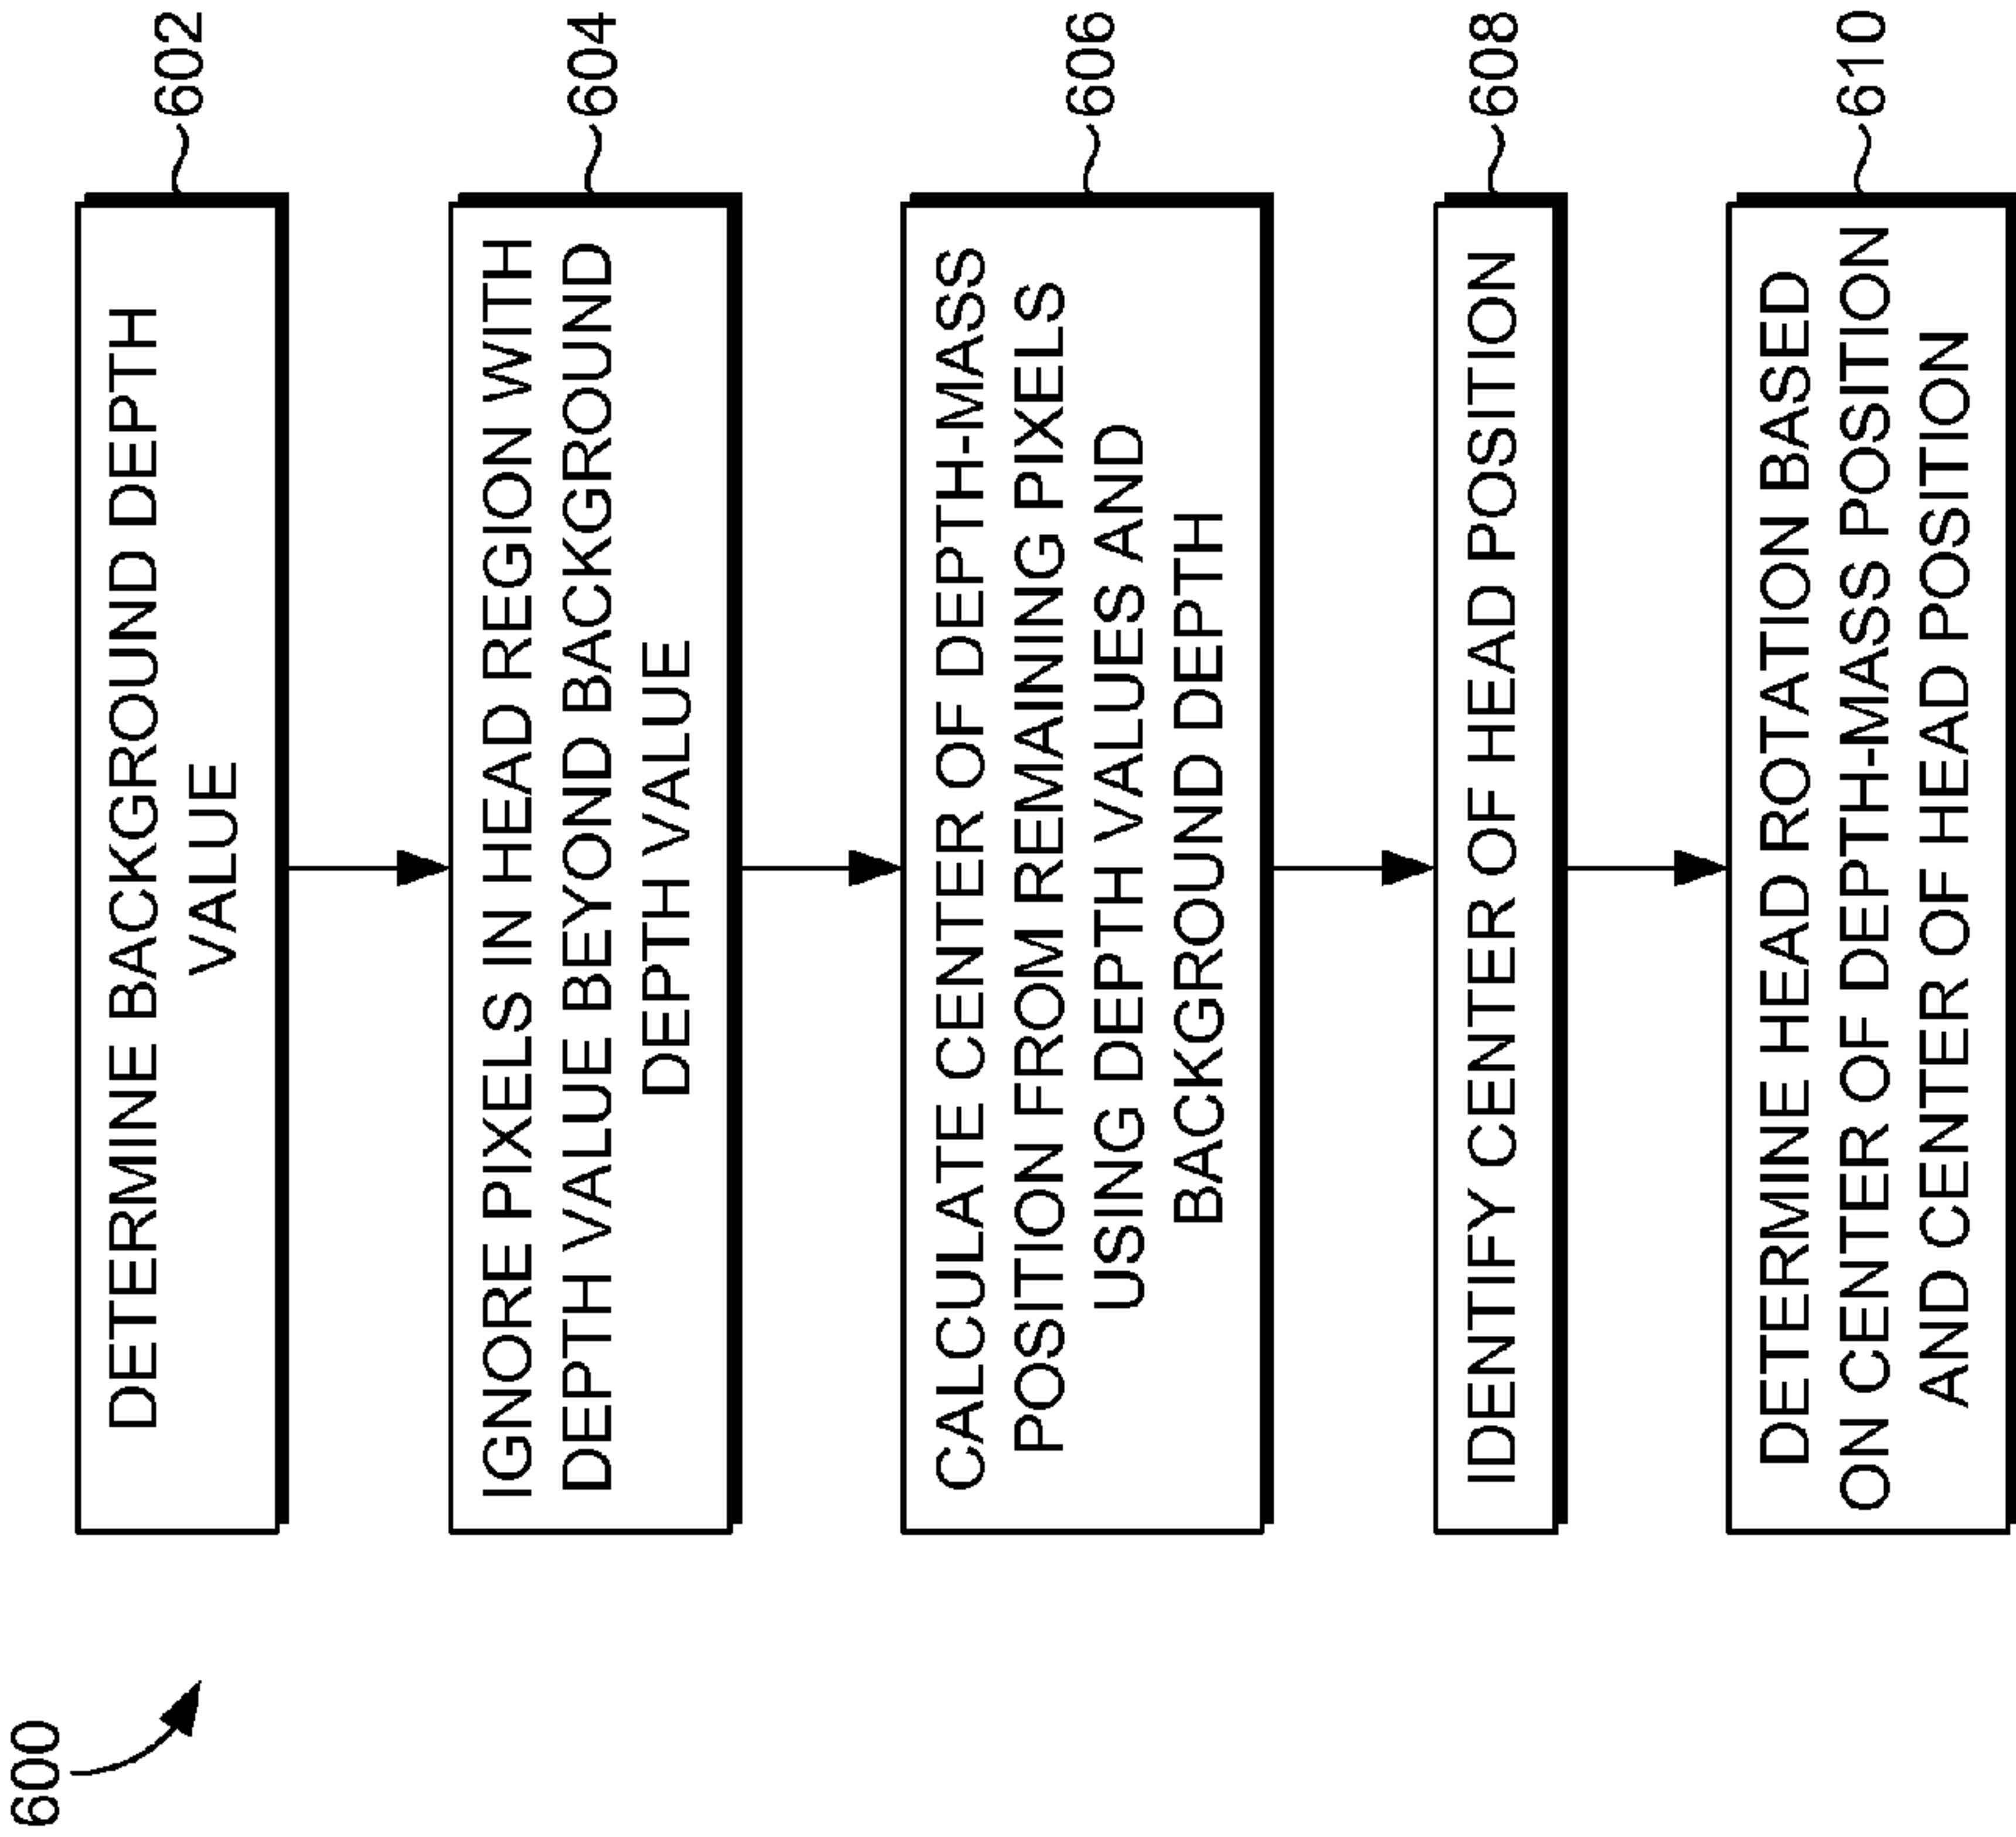 600
DETERMINE BACKGROUND DEPTH
VALUE
602
IGNORE PIXELS IN HEAD REGION WITH
DEPTH VALUE BEYOND BACKGROUND
DEPTH VALUE
604
CALCULATE CENTER OF DEPTH-MASS
POSITION FROM REMAINING PIXELS
USING DEPTH VALUES AND
BACKGROUND DEPTH
606
IDENTIFY CENTER OF HEAD POSITION
608
DETERMINE HEAD ROTATION BASED
ON CENTER OF DEPTH-MASS POSITION
AND CENTER OF HEAD POSITION
610